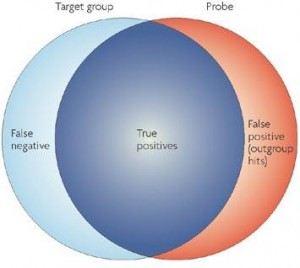 Target group
Probe
False
negative
True
positives
False
positive
(outgroup
hits)